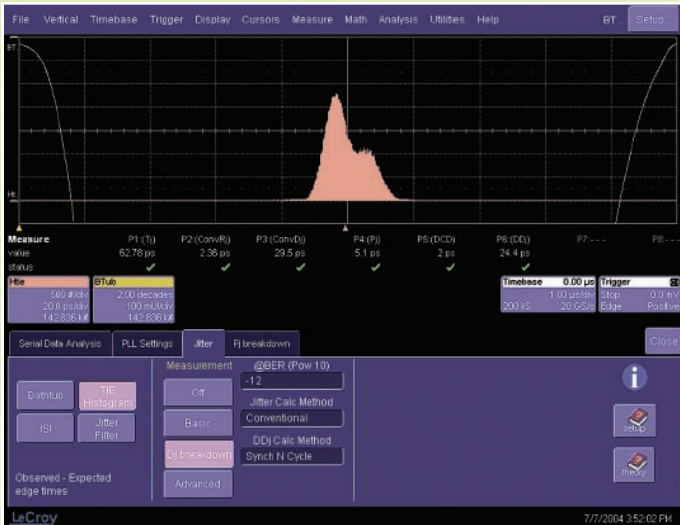 File Vertical Timebase Trigger Display Cursors Measure Math Analysis Utilities Help BT... Setup...
BT
Ht
Measure P1:(Tj) P2:(ConvRj) P3:(ConvDj) P4:(Pj) P5:(DCD) P6:(DDj) P7:--- P8:---
value 62.78 ps 2.36 ps 29.5 ps 5.1 ps 2 ps 24.4 ps
status
Htie BTub Timebase 0.00 µs Trigger
500 #/div 2.00 decades 1.00 µs/div Stop 0.0 mV
20.0 ps/div 100 mUI/div 200 kS 20 GS/s Edge Positive
142.836 k# 142.836 k#
Serial Data Analysis PLL Settings Jitter Pj breakdown Close
Measurement @BER (Pow 10)
-12
Bathtub TIE Histogram Off
Jitter Calc Method
ISI Jitter Filter Basic Conventional
DDj Calc Method
Dj breakdown Synch N Cycle
setup
Advanced
theory
Observed - Expected
edge times
LeCroy 7/7/2004 3:52:02 PM